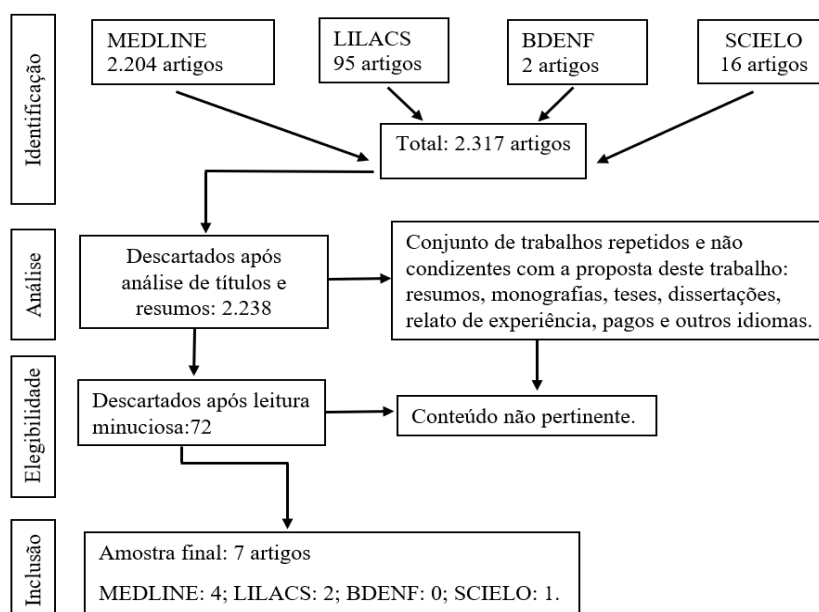 Identificação
MEDLINE
2.204 artigos
LILACS
95 artigos
BDENF
2 artigos
SCIELO
16 artigos
Total: 2.317 artigos
Análise
Descartados após
análise de títulos e
resumos: 2.238
Conjunto de trabalhos repetidos e não
condizentes com a proposta deste trabalho:
resumos, monografias, teses, dissertações,
relato de experiência, pagos e outros idiomas.
Elegibilidade
Descartados após leitura
minuciosa:72
Conteúdo não pertinente.
Inclusão
Amostra final: 7 artigos
MEDLINE: 4; LILACS: 2; BDENF: 0; SCIELO: 1.